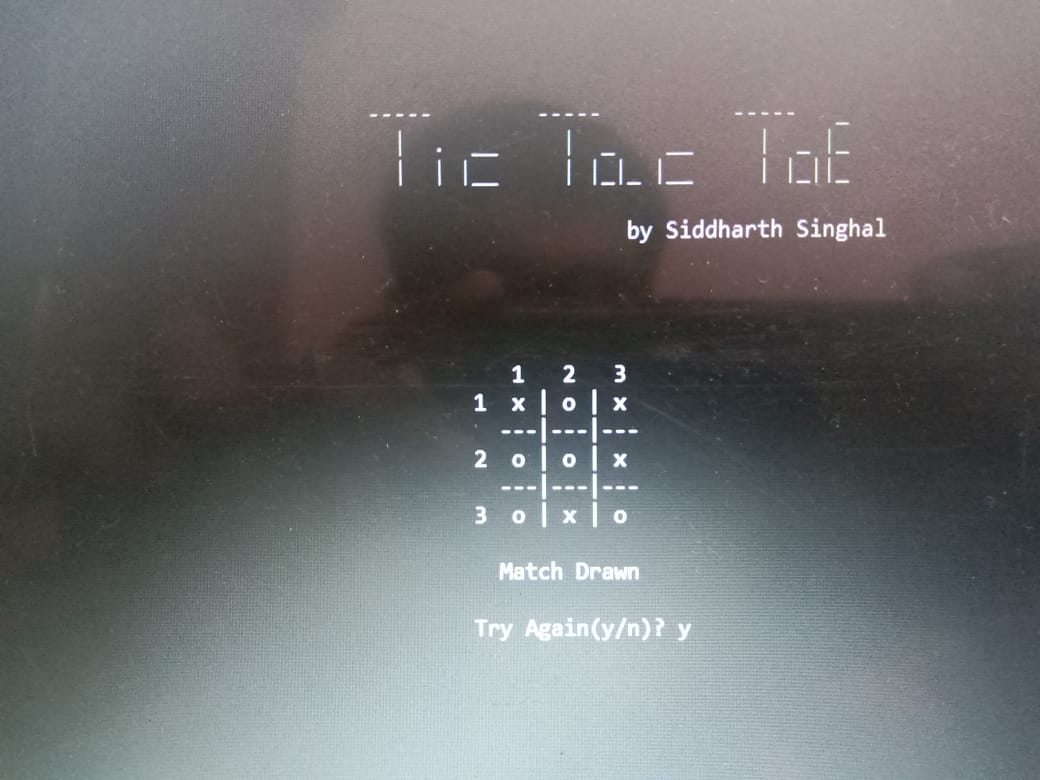 Tic Tac ToE
by Siddharth Singhal
1 2 3
1 x | o | x
---|---|---
2 o | o | x
---|---|---
3 o | x | o
Match Drawn
Try Again(y/n)? y